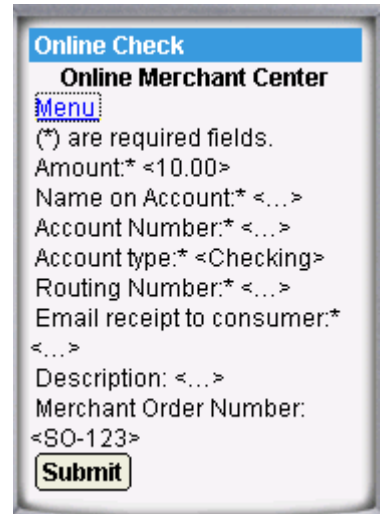 Online Check
Online Merchant Center
Menu
(*) are required fields.
Amount:* <10.00>
Name on Account:* <...>
Account Number:* <...>
Account type:* <Checking>
Routing Number:* <...>
Email receipt to consumer:*
<...>
Description: <...>
Merchant Order Number:
<SO-123>
Submit